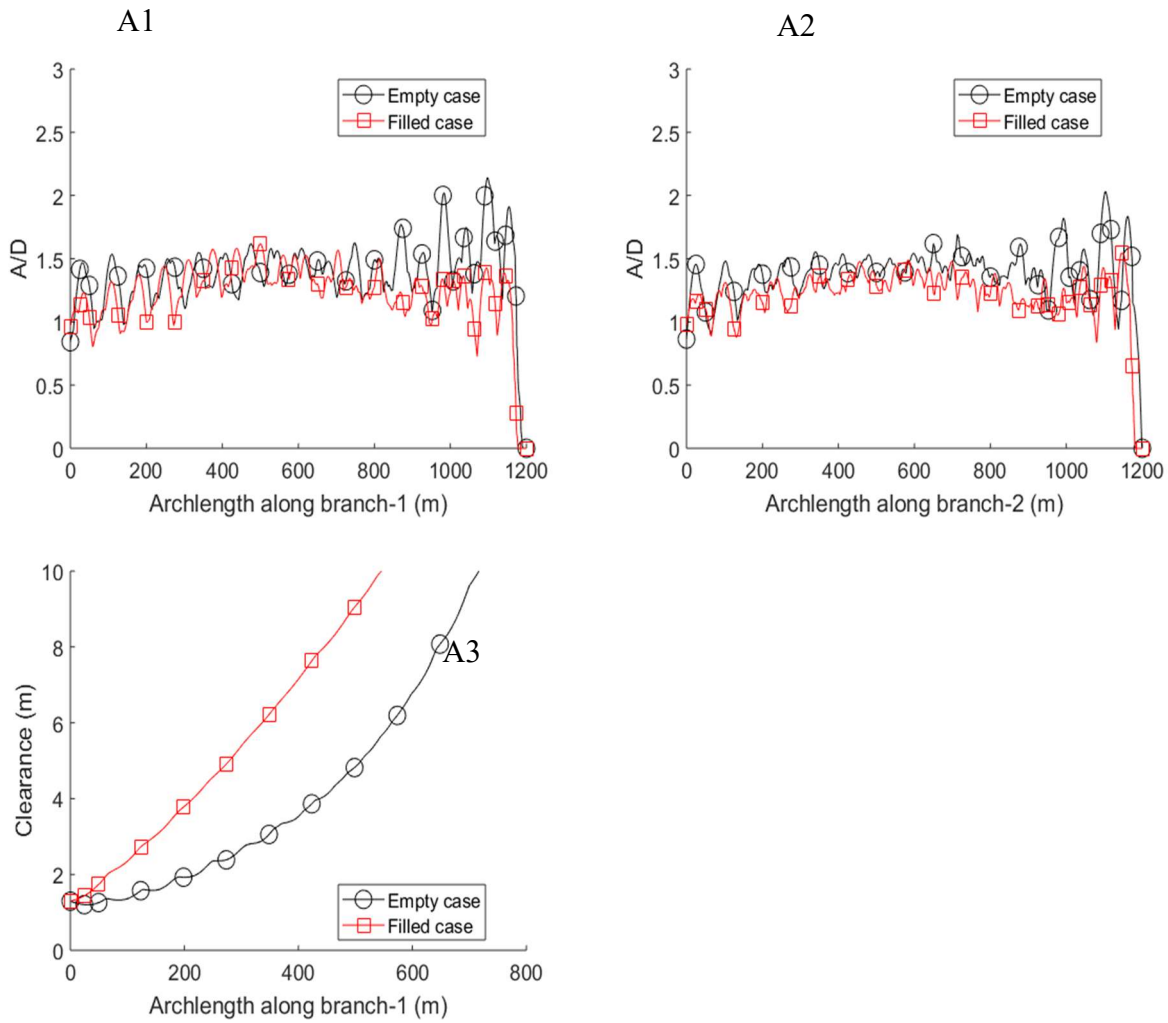 A1
A2
3
2.5
2
1.5
1
0.5
0
A/D
Empty case
Filled case
0 200 400 600 800 1000 1200
Archlength along branch-1 (m)
3
2.5
2
1.5
1
0.5
0
A/D
Empty case
Filled case
0 200 400 600 800 1000 1200
Archlength along branch-2 (m)
10
8
6
4
2
0
Clearance (m)
A3
Empty case
Filled case
0 200 400 600 800
Archlength along branch-1 (m)